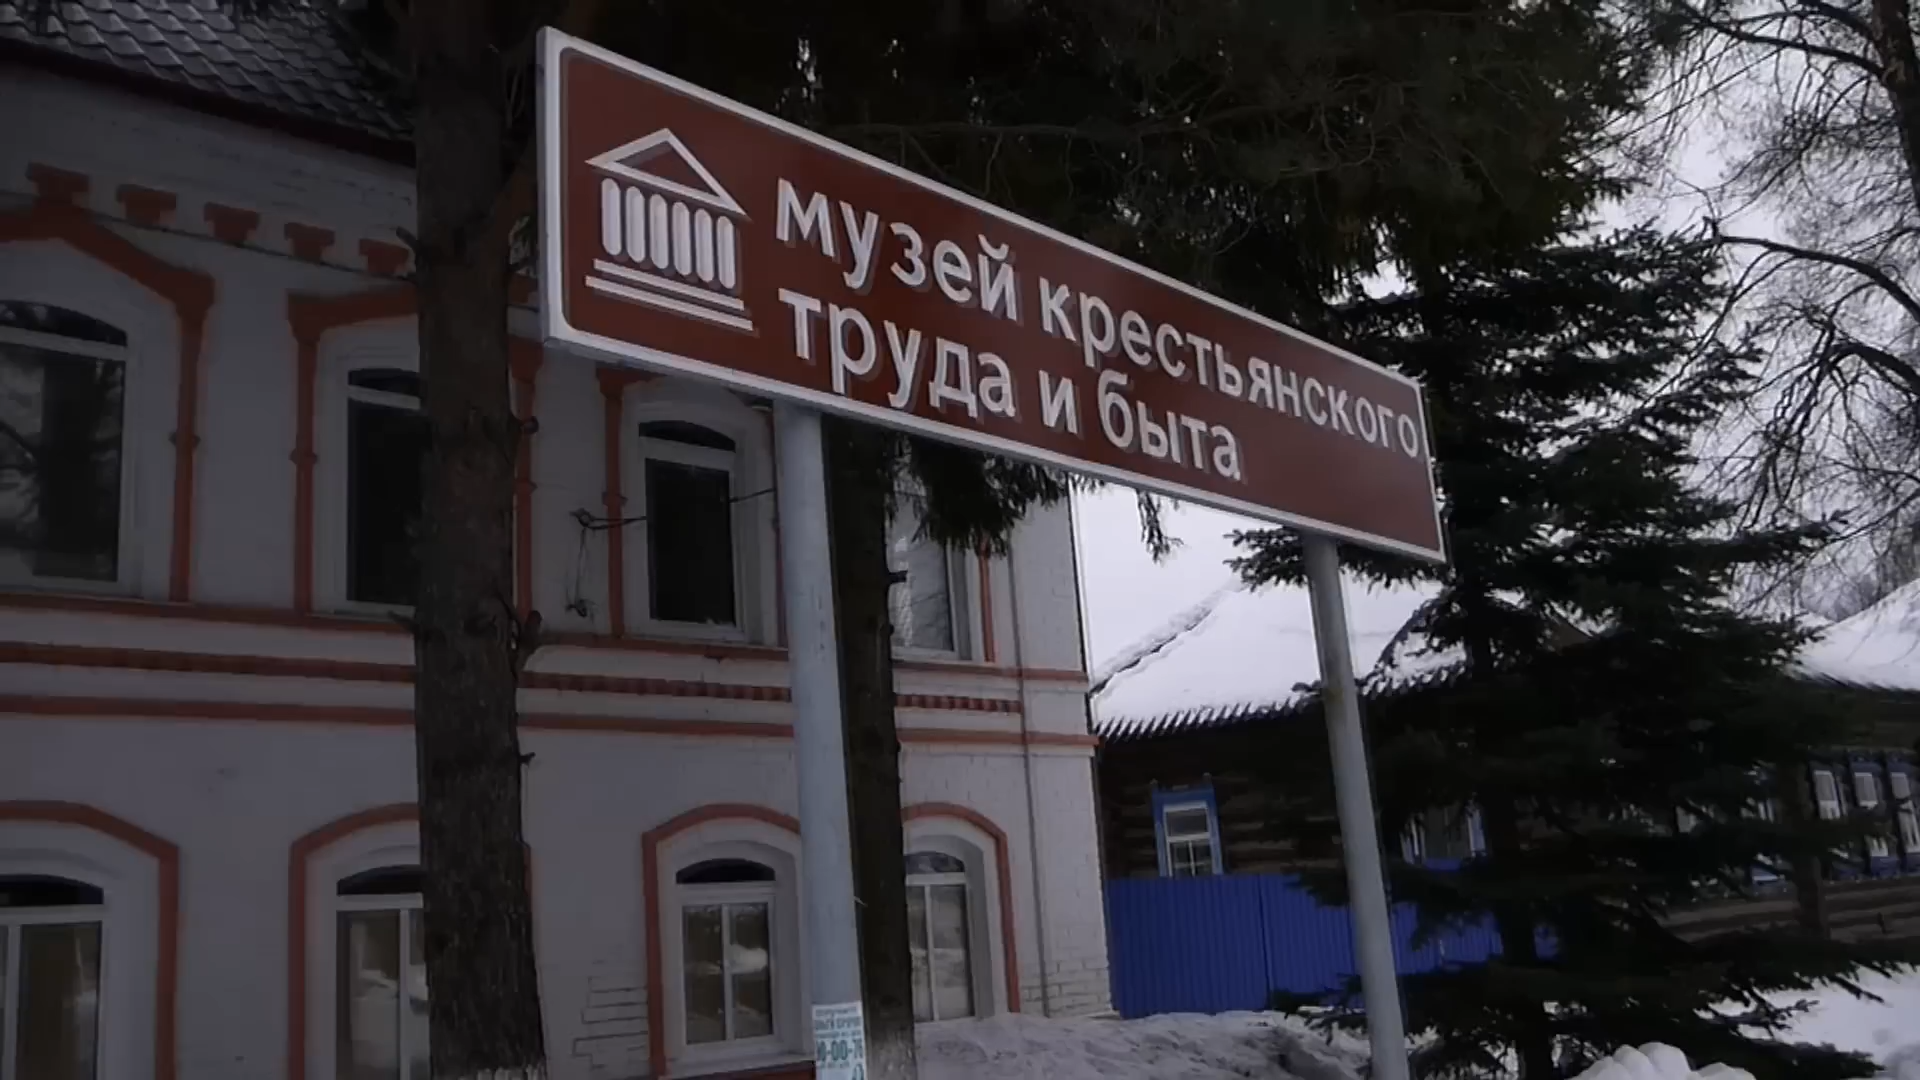 музей крестьянского
труда и быта